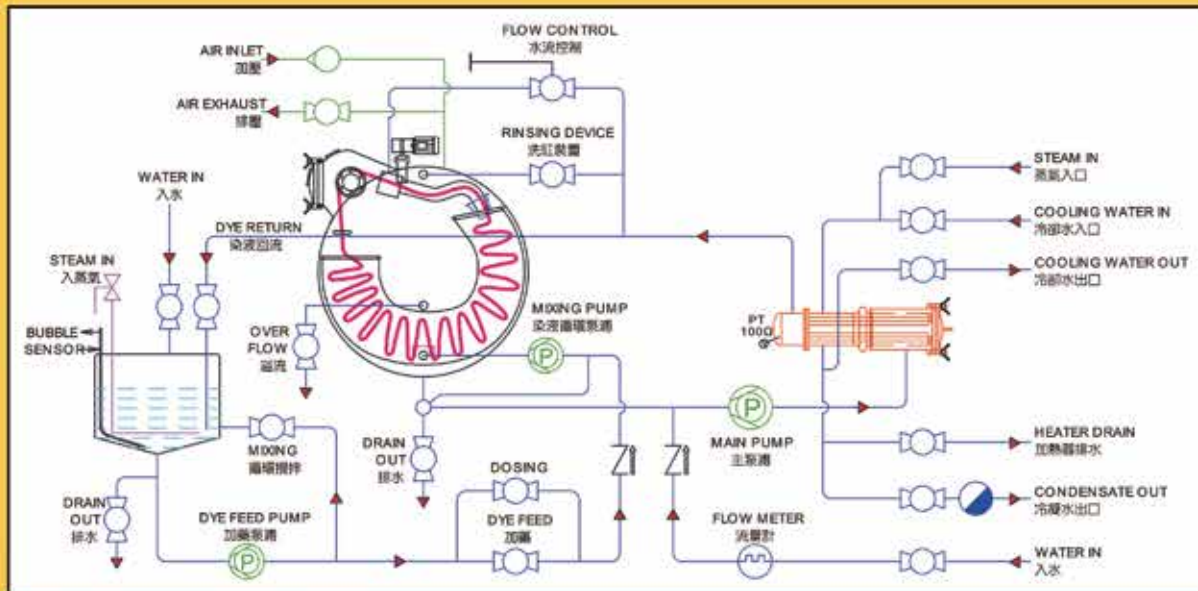 FLOW CONTROL
水流控制
AIR INLET
加壓
AIR EXHAUST
排壓
RINSING DEVICE
洗缸裝置
STEAM IN
蒸氣入口
WATER IN
入水
COOLING WATER IN
冷卻水入口
DYE RETURN
染液迴流
STEAM IN
入蒸氣
COOLING WATER OUT
冷卻水出口
MIXING PUMP
染液循環泵浦
PT
100Ω
BUBBLE
SENSOR
OVER
FLOW
溢流
P
P
MIXING
循環攪拌
DRAIN
OUT
排水
MAIN PUMP
主泵浦
HEATER DRAIN
加熱器排水
DOSING
DRAIN
OUT
排水
DYE FEED PUMP
加藥泵浦
DYE FEED
加藥
FLOW METER
流量計
CONDENSATE OUT
冷凝水出口
P
WATER IN
入水